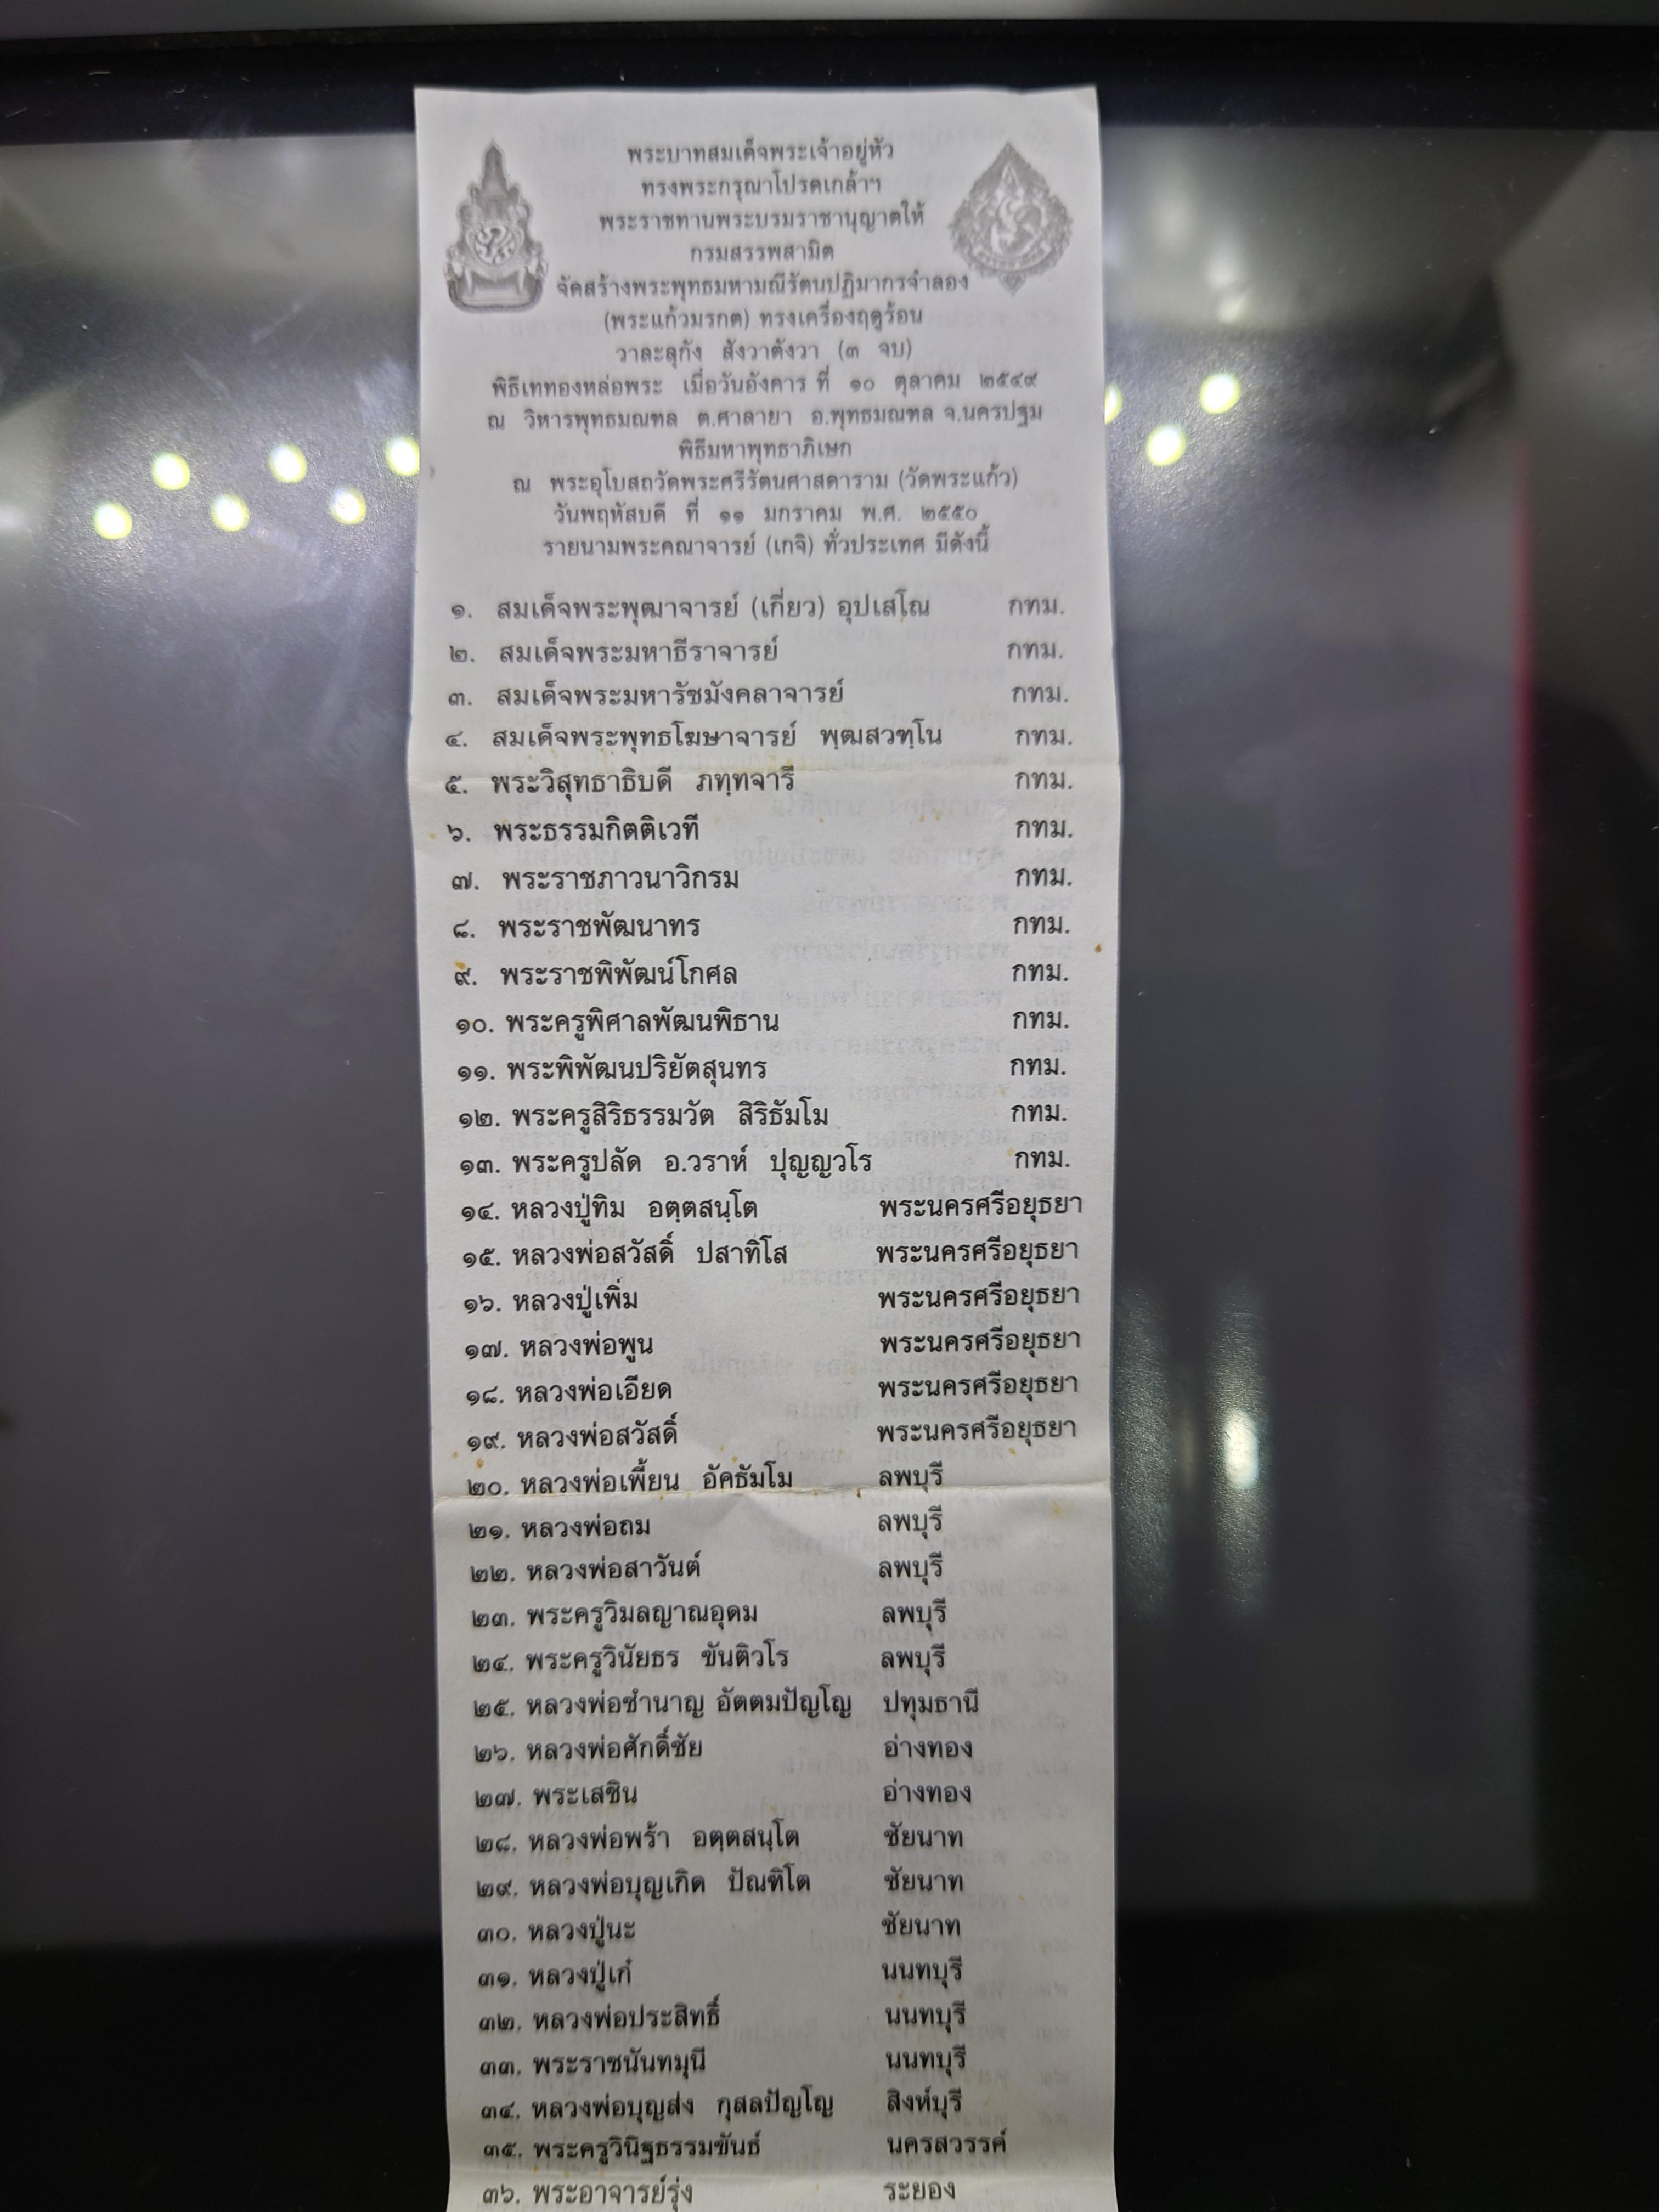 พระบาทสมเด็จพระเจ้าอยู่หัว
ทรงพระกรุณาโปรดเกล้าฯ
พระราชทานพระบรมราชานุญาตให้
กรมสรรพสามิต
จัดสร้างพระพุทธมหามณีรัตนปฏิมากรจำลอง
(พระแก้วมรกต) ทรงเครื่องฤดูร้อน
วาละลุกัง สังวาตังวา (๓ จบ)
พิธีเททองหล่อพระ เมื่อวันอังคาร ที่ ๑๐ ตุลาคม ๒๕๔๙
ณ วิหารพุทธมณฑล ต.ศาลายา อ.พุทธมณฑล จ.นครปฐม
พิธีมหาพุทธาภิเษก
ณ พระอุโบสถวัดพระศรีรัตนศาสดาราม (วัดพระแก้ว)
วันพฤหัสบดี ที่ ๑๑ มกราคม พ.ศ. ๒๕๕๐
รายนามพระคณาจารย์ (เกจิ) ทั่วประเทศ มีดังนี้
๑. สมเด็จพระพุฒาจารย์ (เกี่ยว) อุปเสโณ กทม.
๒. สมเด็จพระมหาธีราจารย์ กทม.
๓. สมเด็จพระมหารัชมังคลาจารย์ กทม.
๔. สมเด็จพระพุทธโฆษาจารย์ พฺฒสวฑฺโน กทม.
๕. พระวิสุทธาธิบดี ภทฺทจารี กทม.
๖. พระธรรมกิตติเวที กทม.
๗. พระราชภาวนาวิกรม กทม.
๘. พระราชพัฒนาทร กทม.
๙. พระราชพิพัฒน์โกศล กทม.
๑๐. พระครูพิศาลพัฒนพิธาน กทม.
๑๑. พระพิพัฒนปริยัตสุนทร กทม.
๑๒. พระครูสิริธรรมวัต สิริธัมโม กทม.
๑๓. พระครูปลัด อ.วราห์ ปุญญวโร กทม.
๑๔. หลวงปู่ทิม อตฺตสนฺโต พระนครศรีอยุธยา
๑๕. หลวงพ่อสวัสดิ์ ปสาทิโส พระนครศรีอยุธยา
๑๖. หลวงปู่เพิ่ม พระนครศรีอยุธยา
๑๗. หลวงพ่อพูน พระนครศรีอยุธยา
๑๘. หลวงพ่อเอียด พระนครศรีอยุธยา
๑๙. หลวงพ่อสวัสดิ์ พระนครศรีอยุธยา
๒๐. หลวงพ่อเพี้ยน อัคธัมโม ลพบุรี
๒๑. หลวงพ่อถม ลพบุรี
๒๒. หลวงพ่อสาวันต์ ลพบุรี
๒๓. พระครูวิมลญาณอุดม ลพบุรี
๒๔. พระครูวินัยธร ขันติวโร ลพบุรี
๒๕. หลวงพ่อชำนาญ อัตตมปัญโญ ปทุมธานี
๒๖. หลวงพ่อศักดิ์ชัย อ่างทอง
๒๗. พระเสชิน อ่างทอง
๒๘. หลวงพ่อพร้า อตฺตสนฺโต ชัยนาท
๒๙. หลวงพ่อบุญเกิด ปัณฑิโต ชัยนาท
๓๐. หลวงปู่นะ ชัยนาท
๓๑. หลวงปู่เก๋ นนทบุรี
๓๒. หลวงพ่อประสิทธิ์ นนทบุรี
๓๓. พระราชนันทมุนี นนทบุรี
๓๔. หลวงพ่อบุญส่ง กุสลปัญโญ สิงห์บุรี
๓๕. พระครูวินิฐธรรมขันธ์ นครสวรรค์
๓๖. พระอาจารย์รุ่ง ระยอง